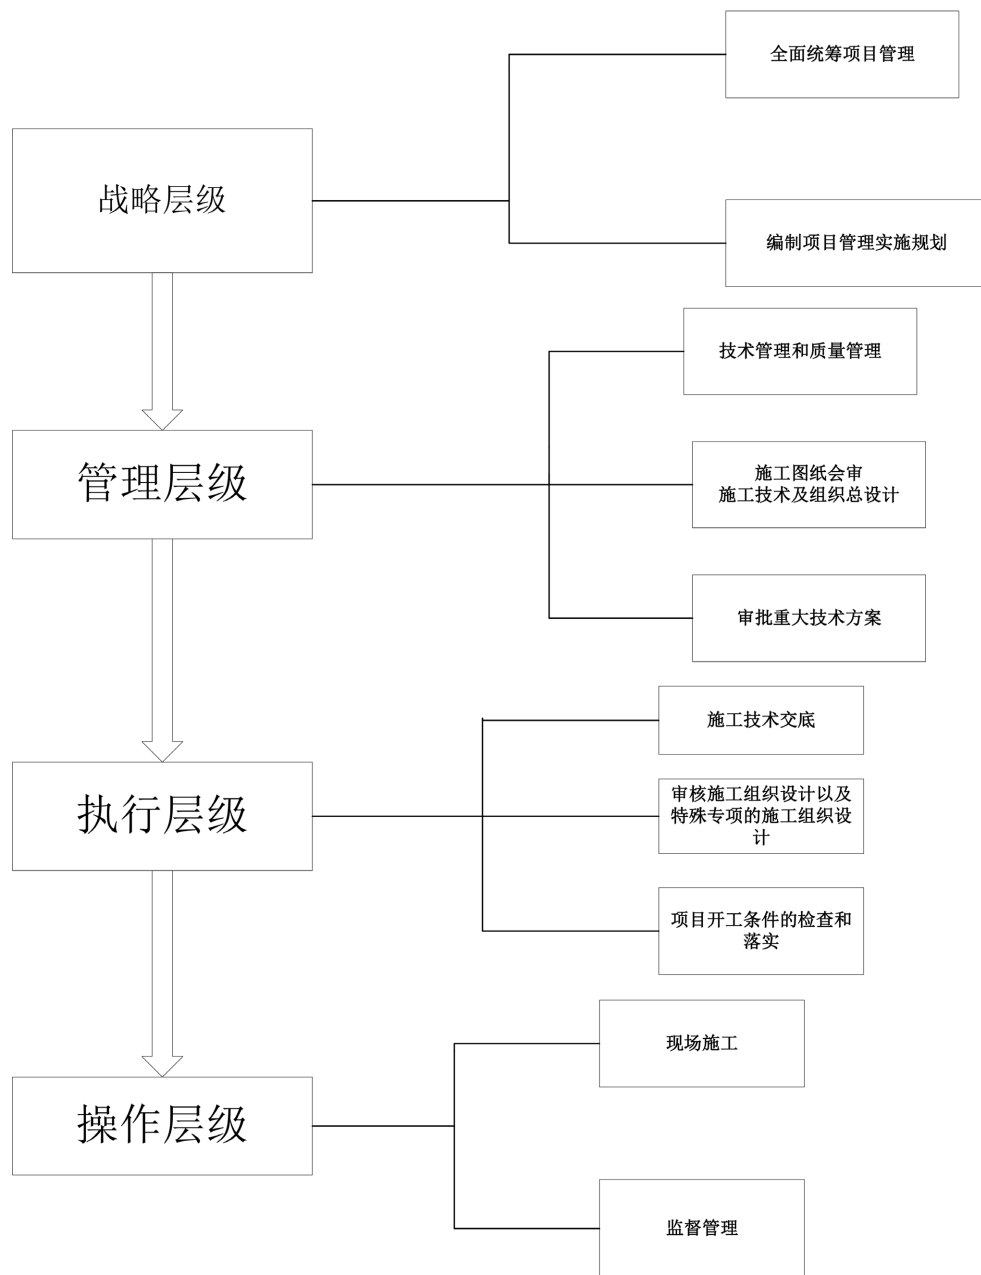 全面统筹项目管理
战略层级
编制项目管理实施规划
技术管理和质量管理
管理层级
施工图纸会审
施工技术及组织总设计
审批重大技术方案
施工技术交底
执行层级
审核施工组织设计以及
特殊专项的施工组织设
计
项目开工条件的检查和
落实
现场施工
操作层级
监督管理